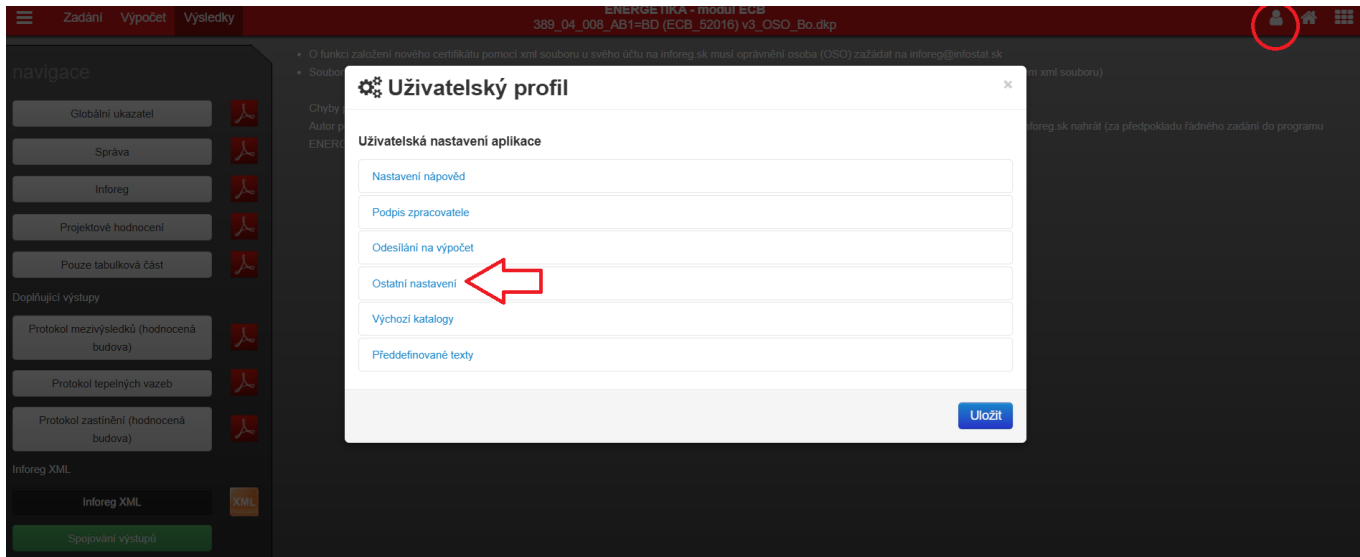 Zadání Výpočet Výsledky
ENERGETIKA - modul ECB
389_04_008_AB1=BD (ECB_52016) v3_OSO_Bo.dkp
navigace
Globální ukazatel
Správa
Inforeg
Projektové hodnocení
Pouze tabulková část
Doplňující výstupy
Protokol mezivýsledků (hodnocená
budova)
Protokol tepelných vazeb
Protokol zastínění (hodnocená
budova)
Inforeg XML
Inforeg XML
XML
Spojování výstupů
O funkci založení nového certifikátu pomocí xml souboru u svého účtu na inforeg.sk musí oprávnění osoba (OSO) zažádat na inforeg@infostat.sk
Soubor
m xml souboru)
Chyby
Autor p
nforeg.sk nahrát (za předpokladu řádného zadání do programu
ENERG
Uživatelský profil
×
Uživatelská nastavení aplikace
Nastavení nápověd
Podpis zpracovatele
Odesílání na výpočet
Ostatní nastavení
Výchozí katalogy
Předdefinované texty
Uložit